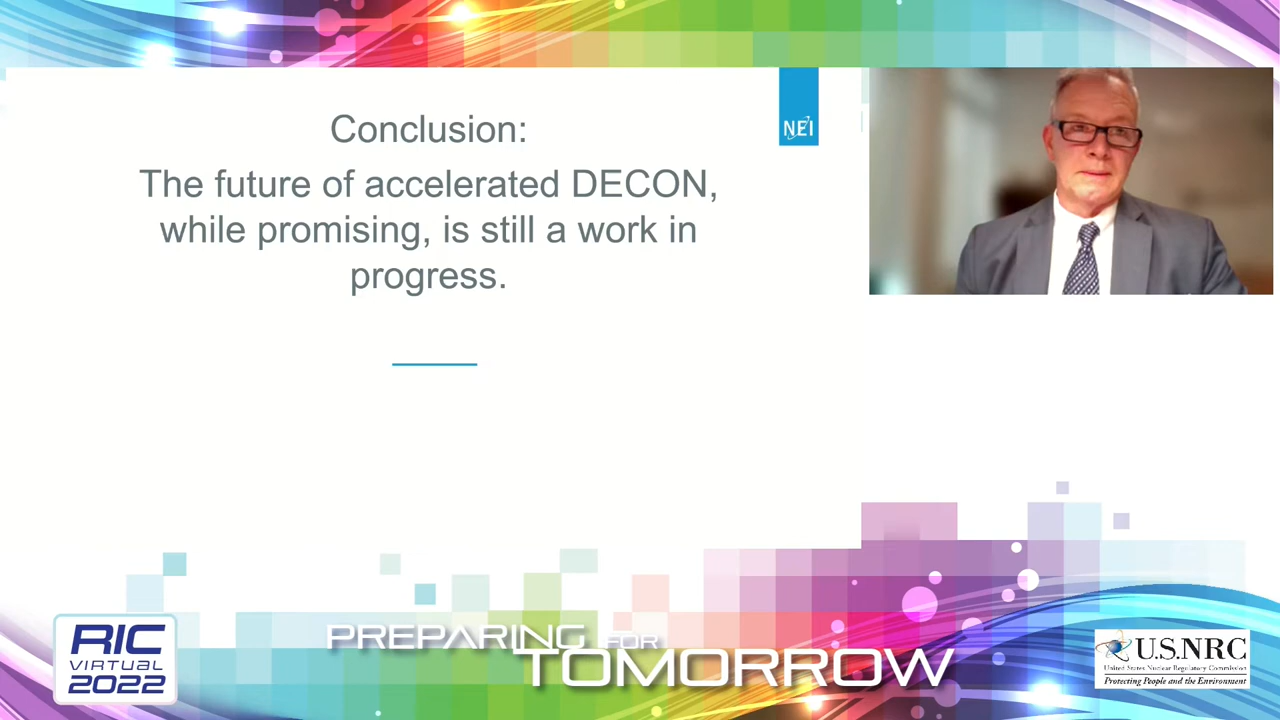 Conclusion:
The future of accelerated DECON,
while promising, is still a work in
progress.
NEI
RIC
VIRTUAL
2022
PREPARING FOR
TOMORROW
U.S.NRC
United States Nuclear Regulatory Commission
Protecting People and the Environment